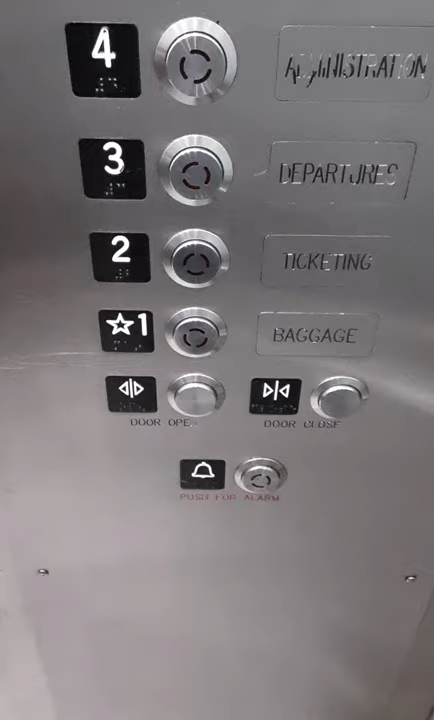 4 ADMINISTRATION
3 DEPARTURES
2 TICKETING
☆1 BAGGAGE
DOOR OPEN
DOOR CLOSE
PUSH FOR ALARM